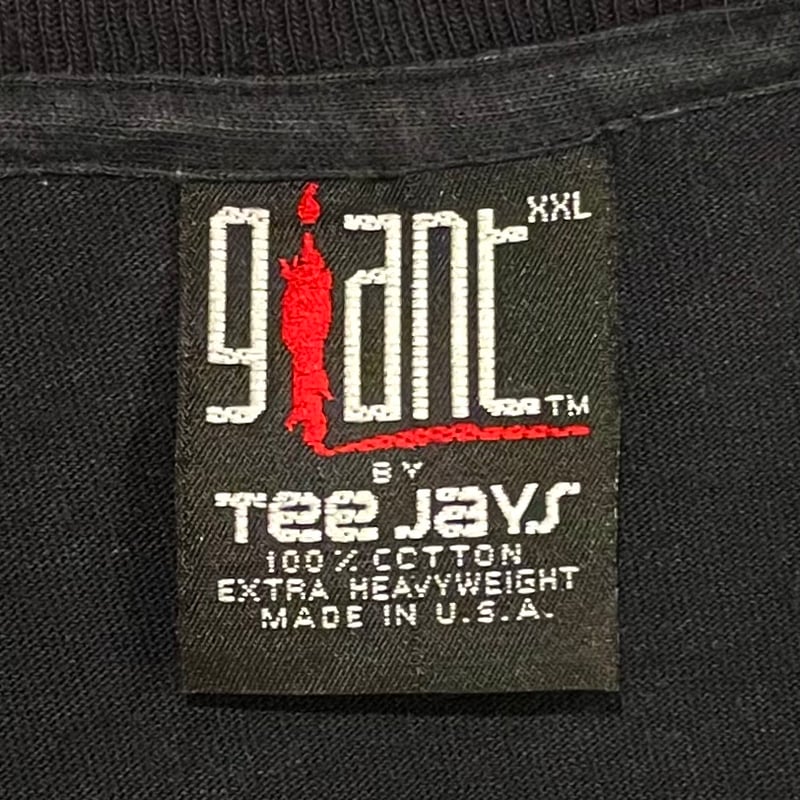 giant XXL
TM
BY
Tee Jays
100% COTTON
EXTRA HEAVYWEIGHT
MADE IN U.S.A.